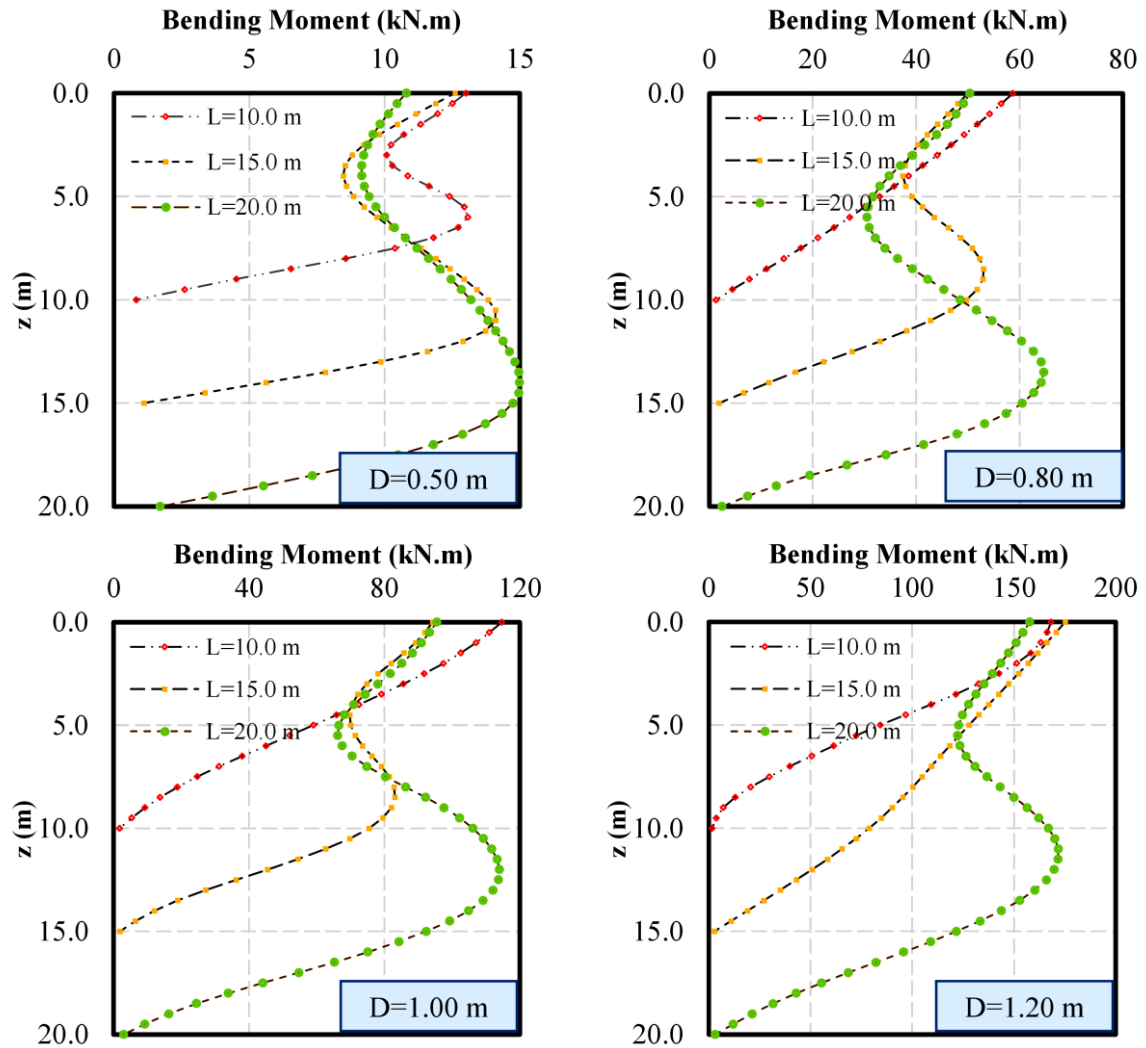 Bending Moment (kN.m)
0 5 10 15
0.0
5.0
10.0
15.0
20.0
z (m)
L=10.0 m
L=15.0 m
L=20.0 m
D=0.50 m
Bending Moment (kN.m)
0 20 40 60 80
0.0
5.0
10.0
15.0
20.0
z (m)
L=10.0 m
L=15.0 m
L=20.0 m
D=0.80 m
Bending Moment (kN.m)
0 40 80 120
0.0
5.0
10.0
15.0
20.0
z (m)
L=10.0 m
L=15.0 m
L=20.0 m
D=1.00 m
Bending Moment (kN.m)
0 50 100 150 200
0.0
5.0
10.0
15.0
20.0
z (m)
L=10.0 m
L=15.0 m
L=20.0 m
D=1.20 m